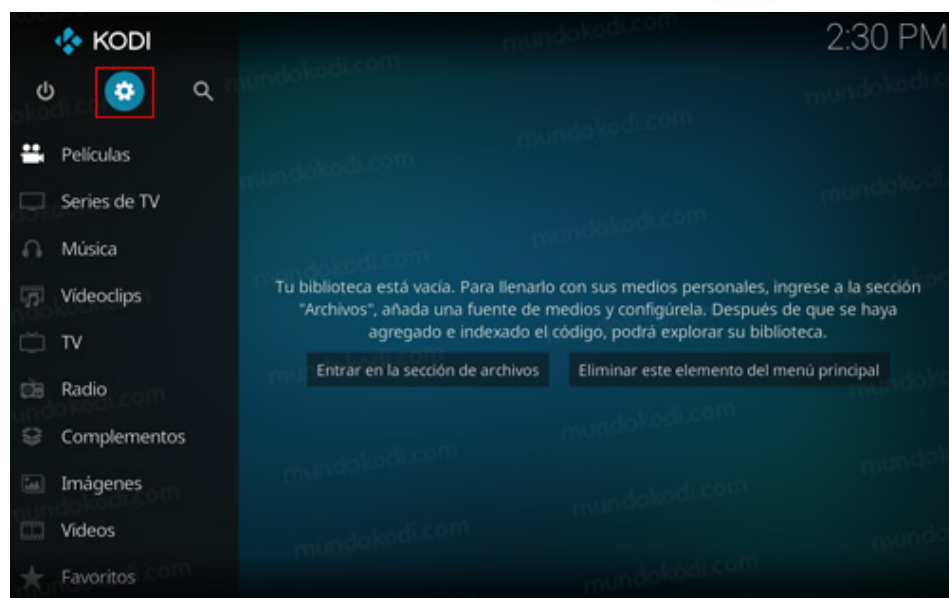 KODI
2:30 PM
Películas
Series de TV
Música
Vídeoclips
TV
Radio
Complementos
Imágenes
Videos
Favoritos
Tu biblioteca está vacía. Para llenarlo con sus medios personales, ingrese a la sección
"Archivos", añada una fuente de medios y configúrela. Después de que se haya
agregado e indexado el código, podrá explorar su biblioteca.
Entrar en la sección de archivos
Eliminar este elemento del menú principal
mundokodi.com